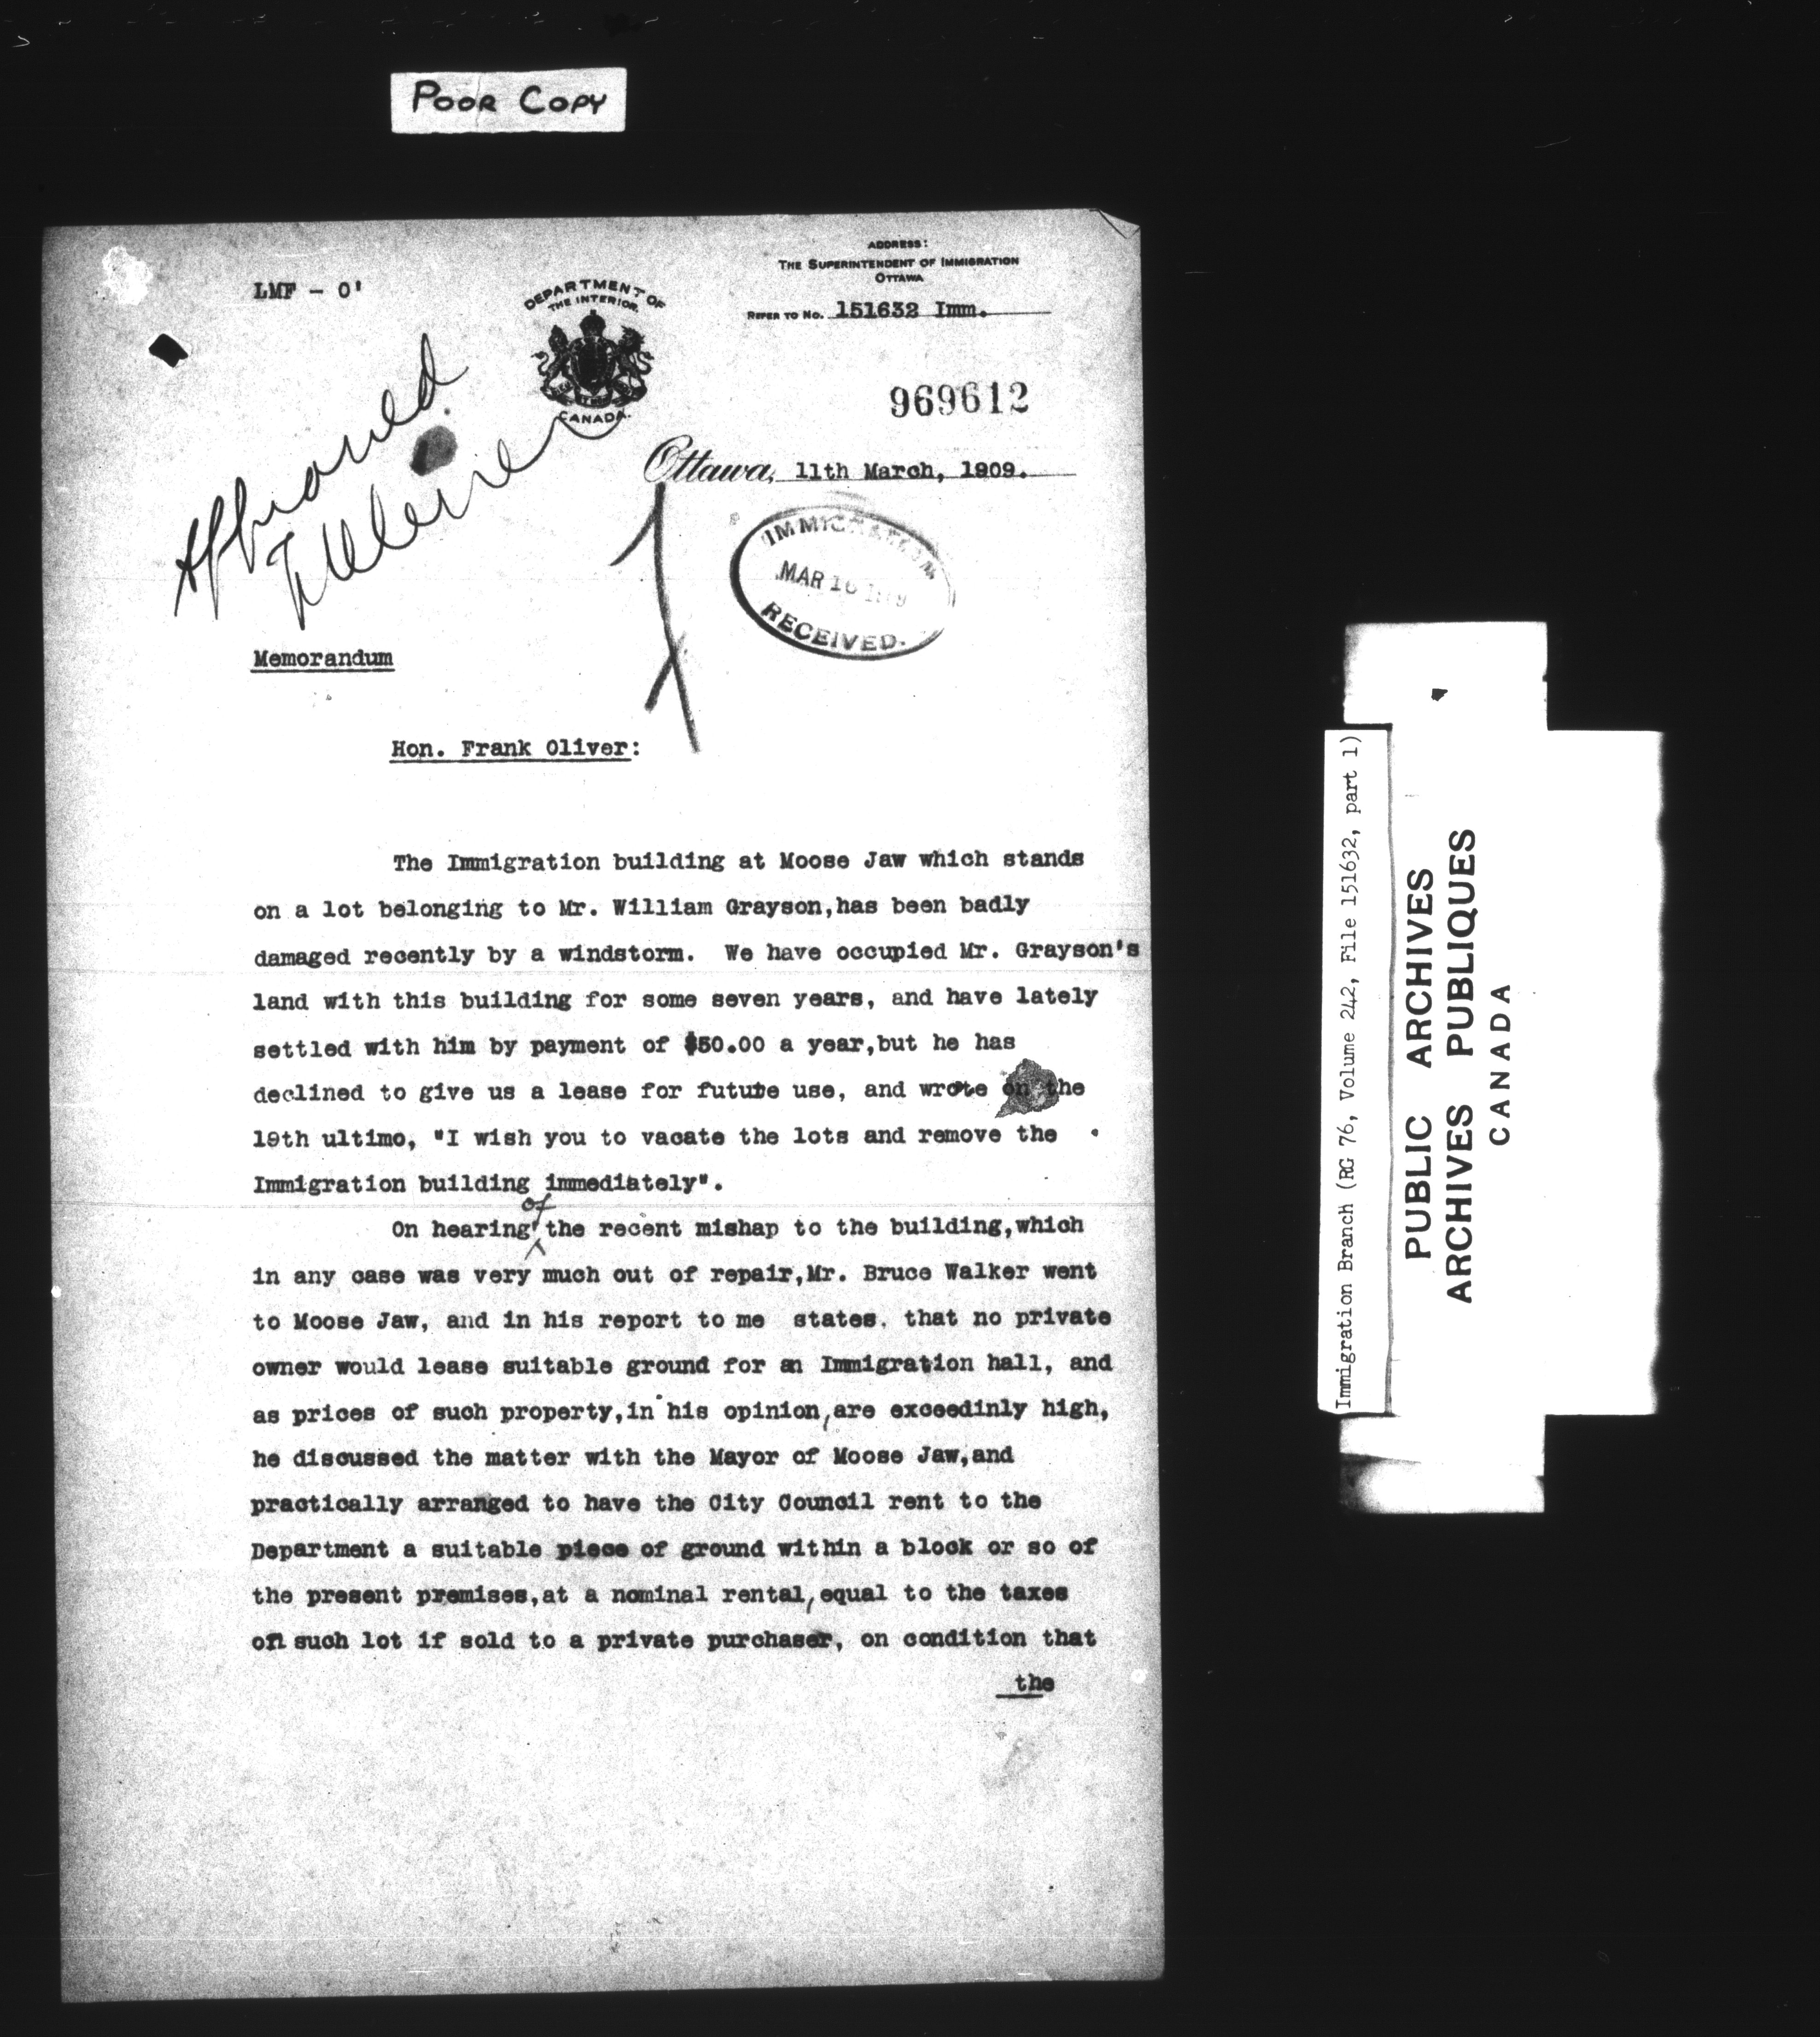 POOR COPY
ADDRESS:
THE SUPERINTENDENT OF IMMIGRATION
OTTAWA
LMF - O'
DEPARTMENT OF
THE INTERIOR.
CANADA.
REFER TO NO. 151632 Imm.
969612
Approved
Ottawa, 11th March, 1909.
IMMIGRATION
MAR 16
RECEIVED.
Memorandum
Hon. Frank Oliver:
The Immigration building at Moose Jaw which stands
on a lot belonging to Mr. William Grayson,has been badly
damaged recently by a windstorm. We have occupied Mr. Grayson's
land with this building for some seven years, and have lately
settled with him by payment of $50.00 a year,but he has
declined to give us a lease for future use, and wrote on the
19th ultimo, "I wish you to vacate the lots and remove the
Immigration building immediately".
On hearing of the recent mishap to the building,which
in any case was very much out of repair,Mr. Bruce Walker went
to Moose Jaw, and in his report to me states. that no private
owner would lease suitable ground for an Immigration hall, and
as prices of such property,in his opinion,are exceedinly high,
he discussed the matter with the Mayor of Moose Jaw,and
practically arranged to have the City Council rent to the
Department a suitable piece of ground within a block or so of
the present premises,at a nominal rental,equal to the taxes
on such lot if sold to a private purchaser, on condition that
the
Immigration Branch (RG 76, Volume 242, File 151632, part 1)
PUBLIC ARCHIVES
ARCHIVES PUBLIQUES
CANADA